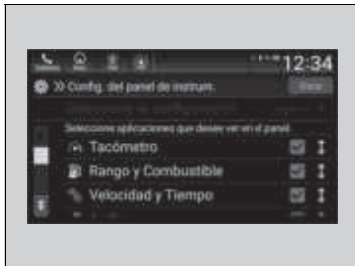 12:34
Config. del panel de instrum.
Seleccione aplicaciones que desee ver en el panel.
Tacómetro
Rango y Combustible
Velocidad y Tiempo